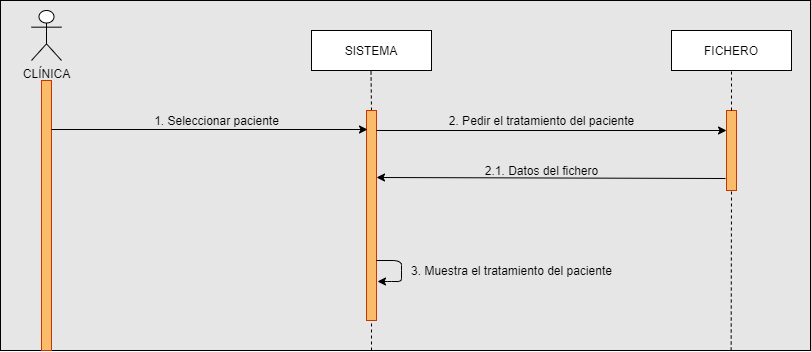 CLÍNICA
SISTEMA
FICHERO
1. Seleccionar paciente
2. Pedir el tratamiento del paciente
2.1. Datos del fichero
3. Muestra el tratamiento del paciente